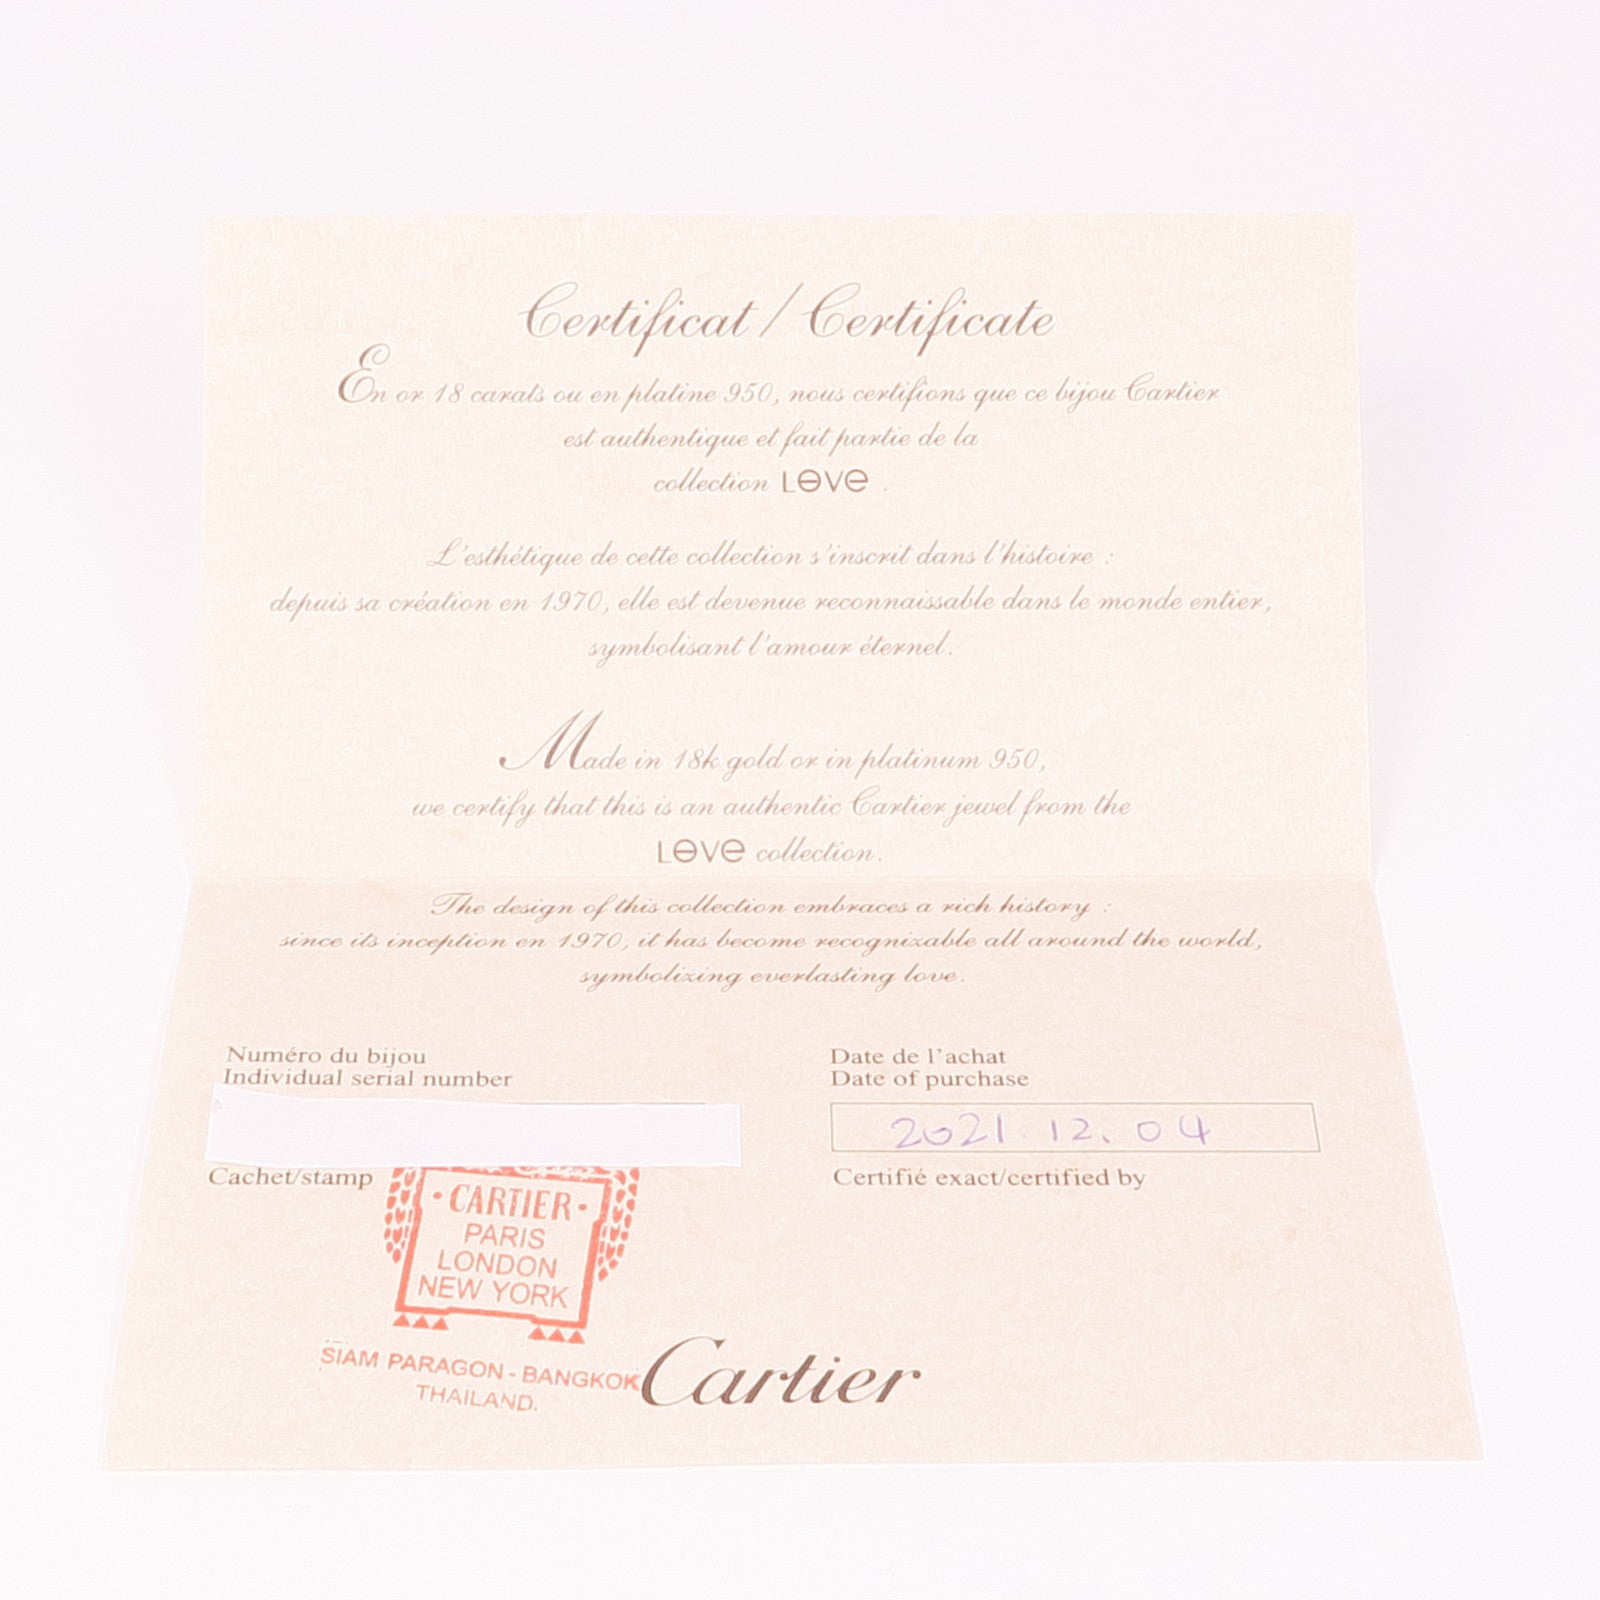 Certificat / Certificate
En or 18 carats ou en platine 950, nous certifions que ce bijou Cartier
est authentique et fait partie de la
collection LOVE .
L'esthétique de cette collection s'inscrit dans l'histoire :
depuis sa création en 1970, elle est devenue reconnaissable dans le monde entier,
symbolisant l'amour éternel.
Made in 18k gold or in platinum 950,
we certify that this is an authentic Cartier jewel from the
LOVE collection.
The design of this collection embraces a rich history :
since its inception en 1970, it has become recognizable all around the world,
symbolizing everlasting love.
Numéro du bijou
Individual serial number
Date de l'achat
Date of purchase
2021.12.04
Cachet/stamp
Certifié exact/certified by
· CARTIER ·
PARIS
LONDON
NEW YORK
SIAM PARAGON - BANGKOK
THAILAND.
Cartier